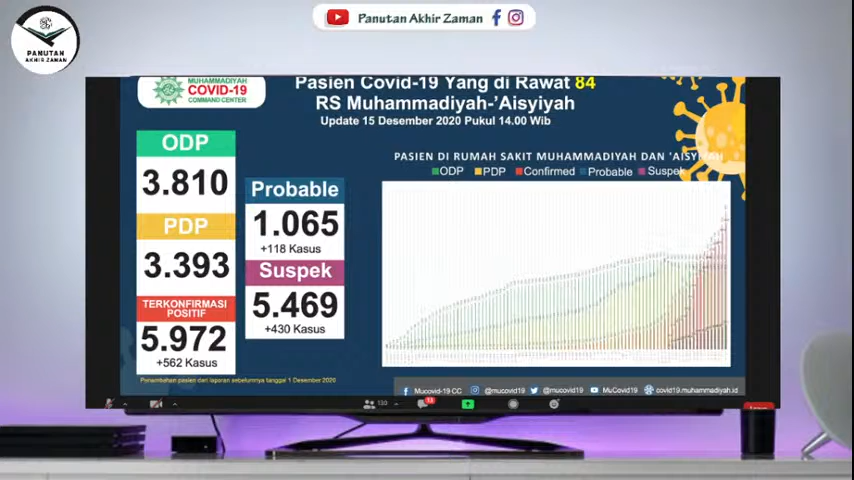 PANUTAN
AKHIR ZAMAN
Panutan Akhir Zaman
MUHAMMADIYAH
COVID-19
COMMAND CENTER
Pasien Covid-19 Yang di Rawat 84
RS Muhammadiyah-'Aisyiyah
Update 15 Desember 2020 Pukul 14.00 Wib
ODP
3.810
PDP
3.393
TERKONFIRMASI
POSITIF
5.972
+562 Kasus
Probable
1.065
+118 Kasus
Suspek
5.469
+430 Kasus
Penambahan pasien dari laporan sebelumnya tanggal 1 Desember 2020
PASIEN DI RUMAH SAKIT MUHAMMADIYAH DAN 'AISYIYAH
ODP PDP Confirmed Probable Suspek
Mucovid-19 CC @mucovid19 @mucovid19 MuCovid19 covid19.muhammadiyah.id
130